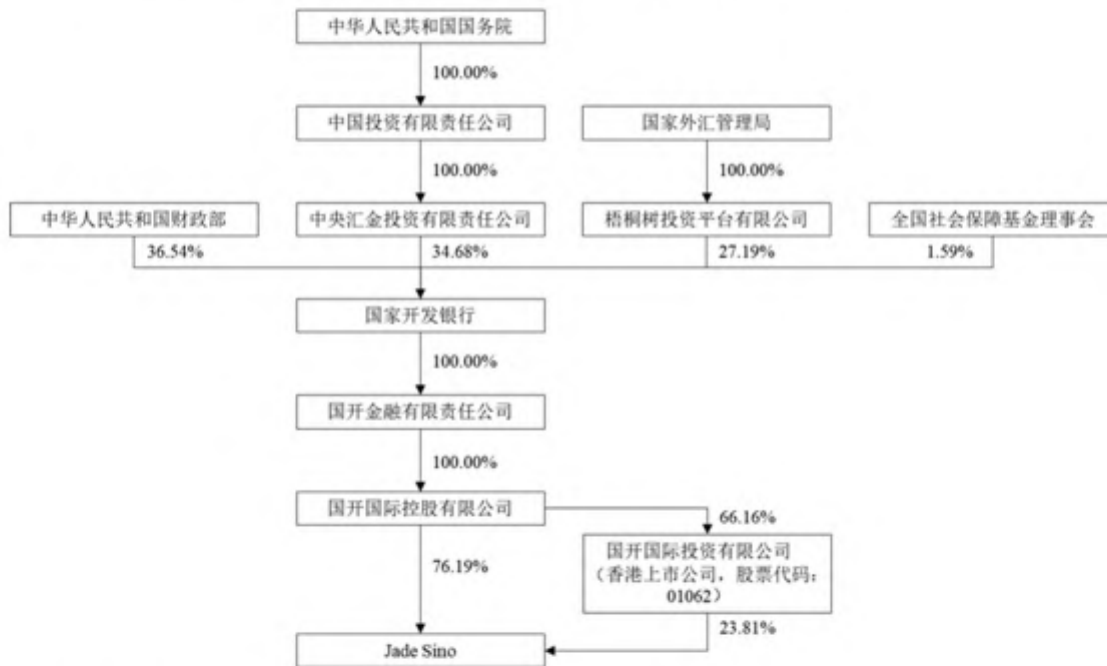 中华人民共和国国务院
100.00%
中国投资有限责任公司
国家外汇管理局
100.00%
100.00%
中华人民共和国财政部
中央汇金投资有限责任公司
梧桐树投资平台有限公司
全国社会保障基金理事会
36.54%
34.68%
27.19%
1.59%
国家开发银行
100.00%
国开金融有限责任公司
100.00%
国开国际控股有限公司
66.16%
76.19%
国开国际投资有限公司
（香港上市公司，股票代码：
01062）
23.81%
Jade Sino